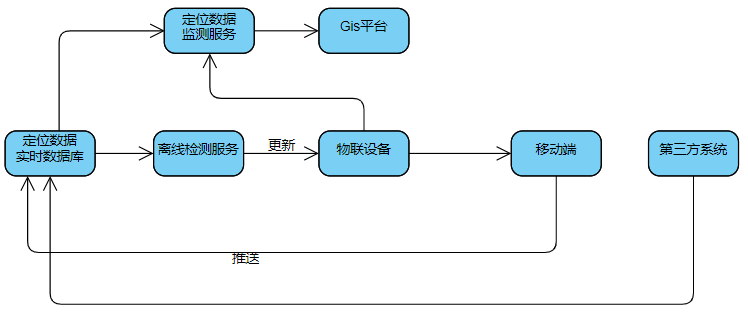 定位数据
监测服务
Gis平台
定位数据
实时数据库
离线检测服务
更新
物联设备
移动端
第三方系统
推送